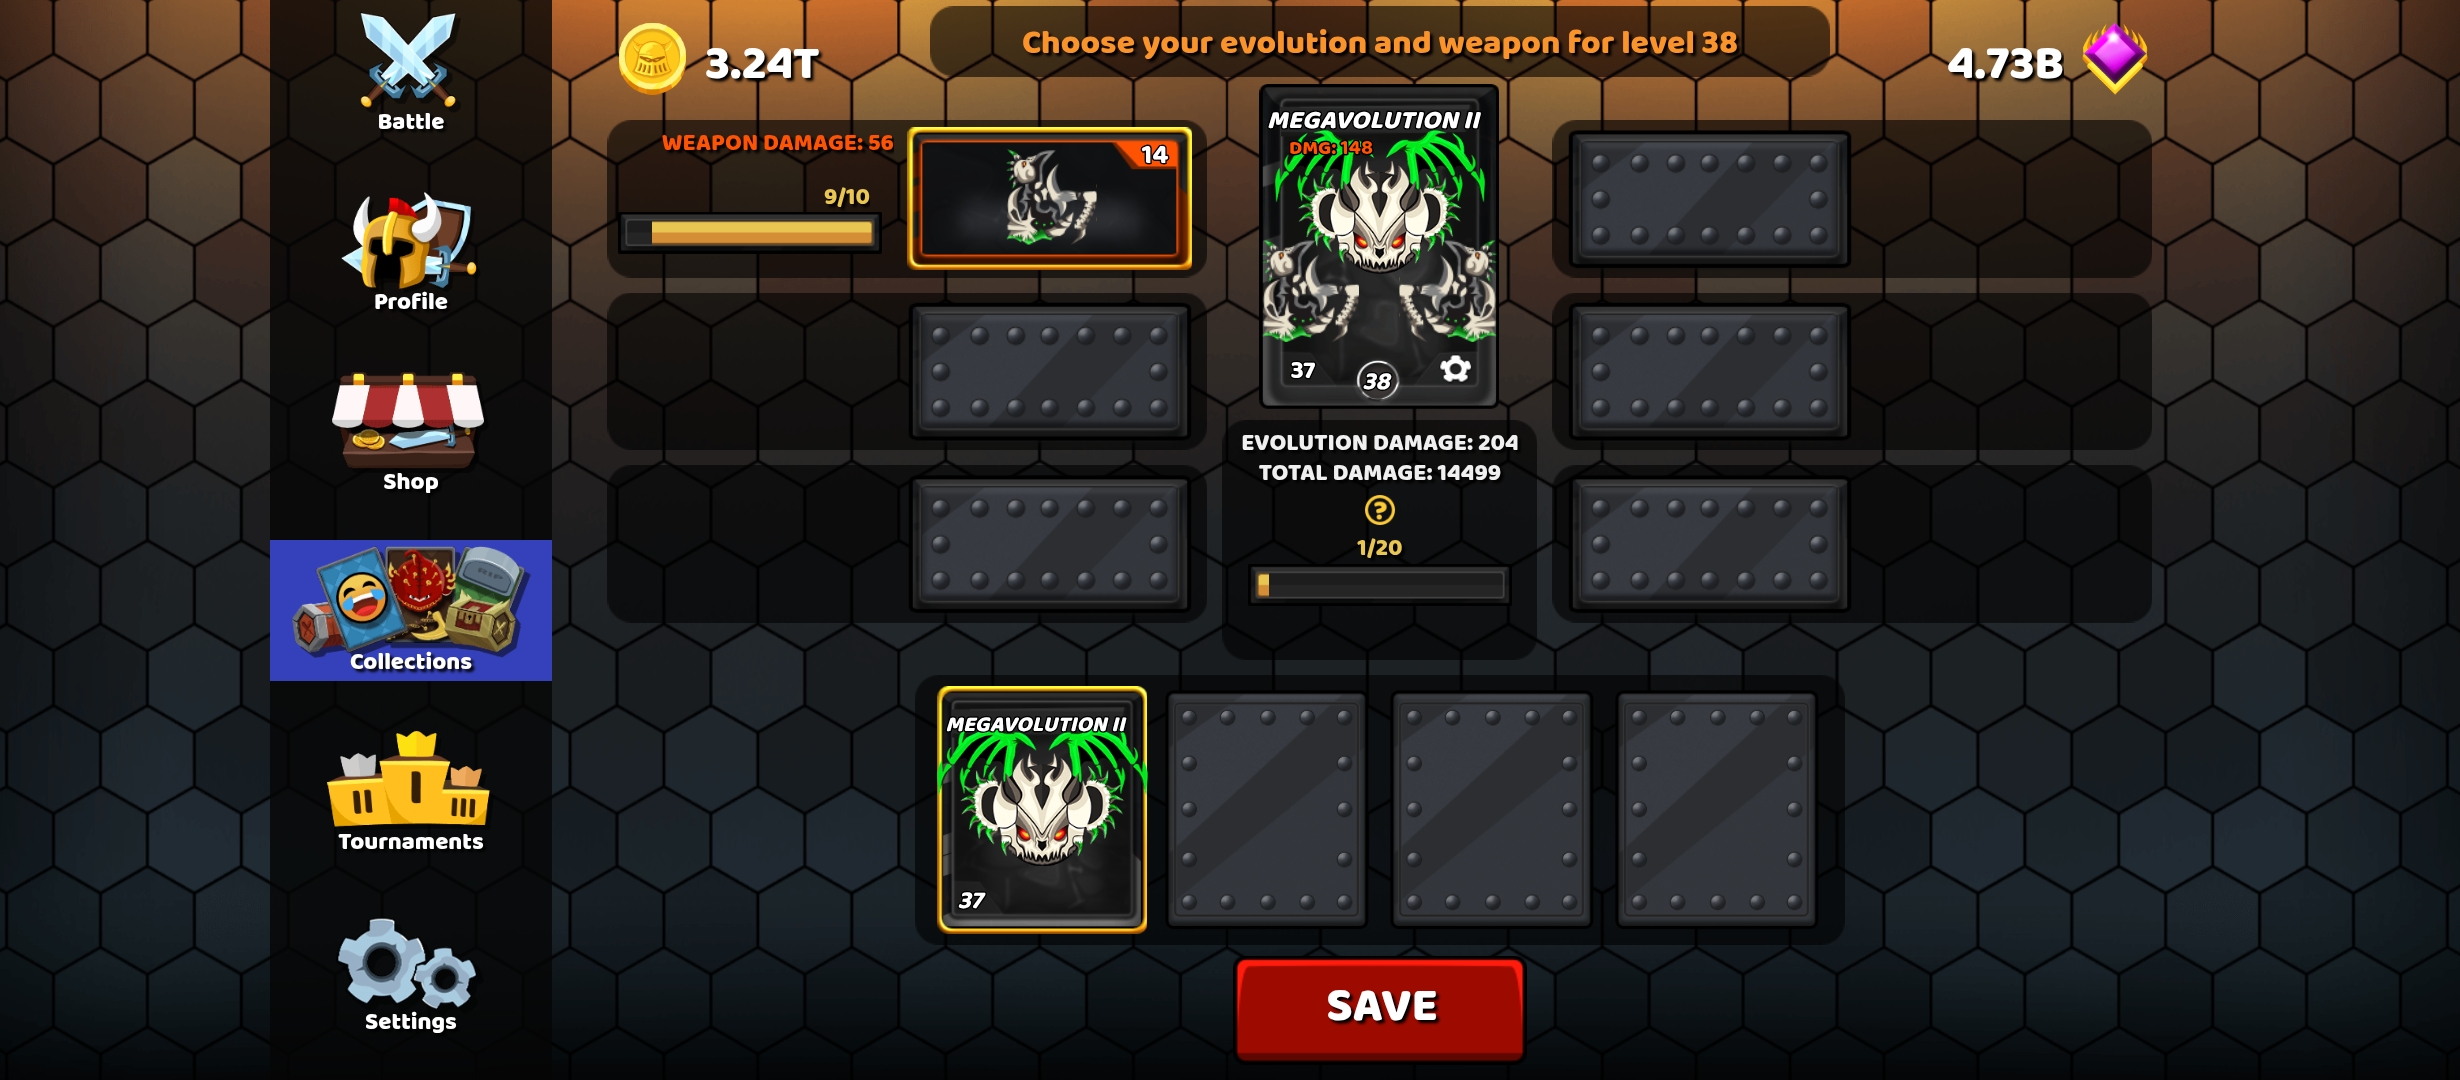 Battle
Profile
Shop
Collections
Tournaments
Settings
3.24T
Choose your evolution and weapon for level 38
4.73B
WEAPON DAMAGE: 56
9/10
14
MEGAVOLUTION II
DMG: 148
37
38
EVOLUTION DAMAGE: 204
TOTAL DAMAGE: 14499
?
1/20
MEGAVOLUTION II
37
SAVE